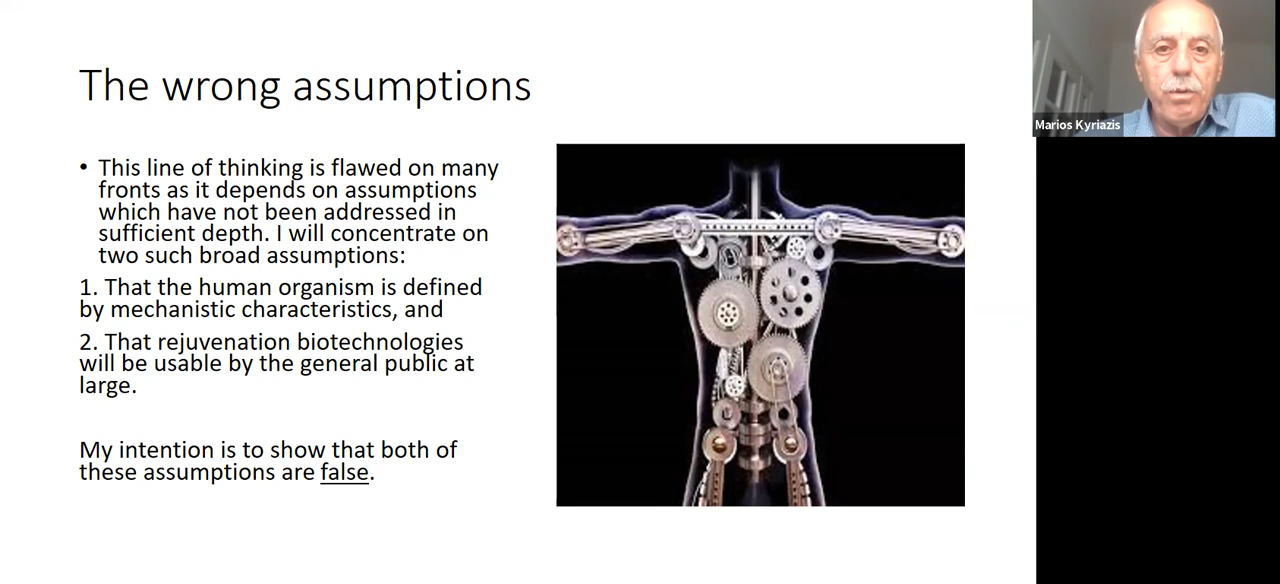 The wrong assumptions
• This line of thinking is flawed on many
fronts as it depends on assumptions
which have not been addressed in
sufficient depth. I will concentrate on
two such broad assumptions:
1. That the human organism is defined
by mechanistic characteristics, and
2. That rejuvenation biotechnologies
will be usable by the general public at
large.
My intention is to show that both of
these assumptions are false.
Marios Kyriazis